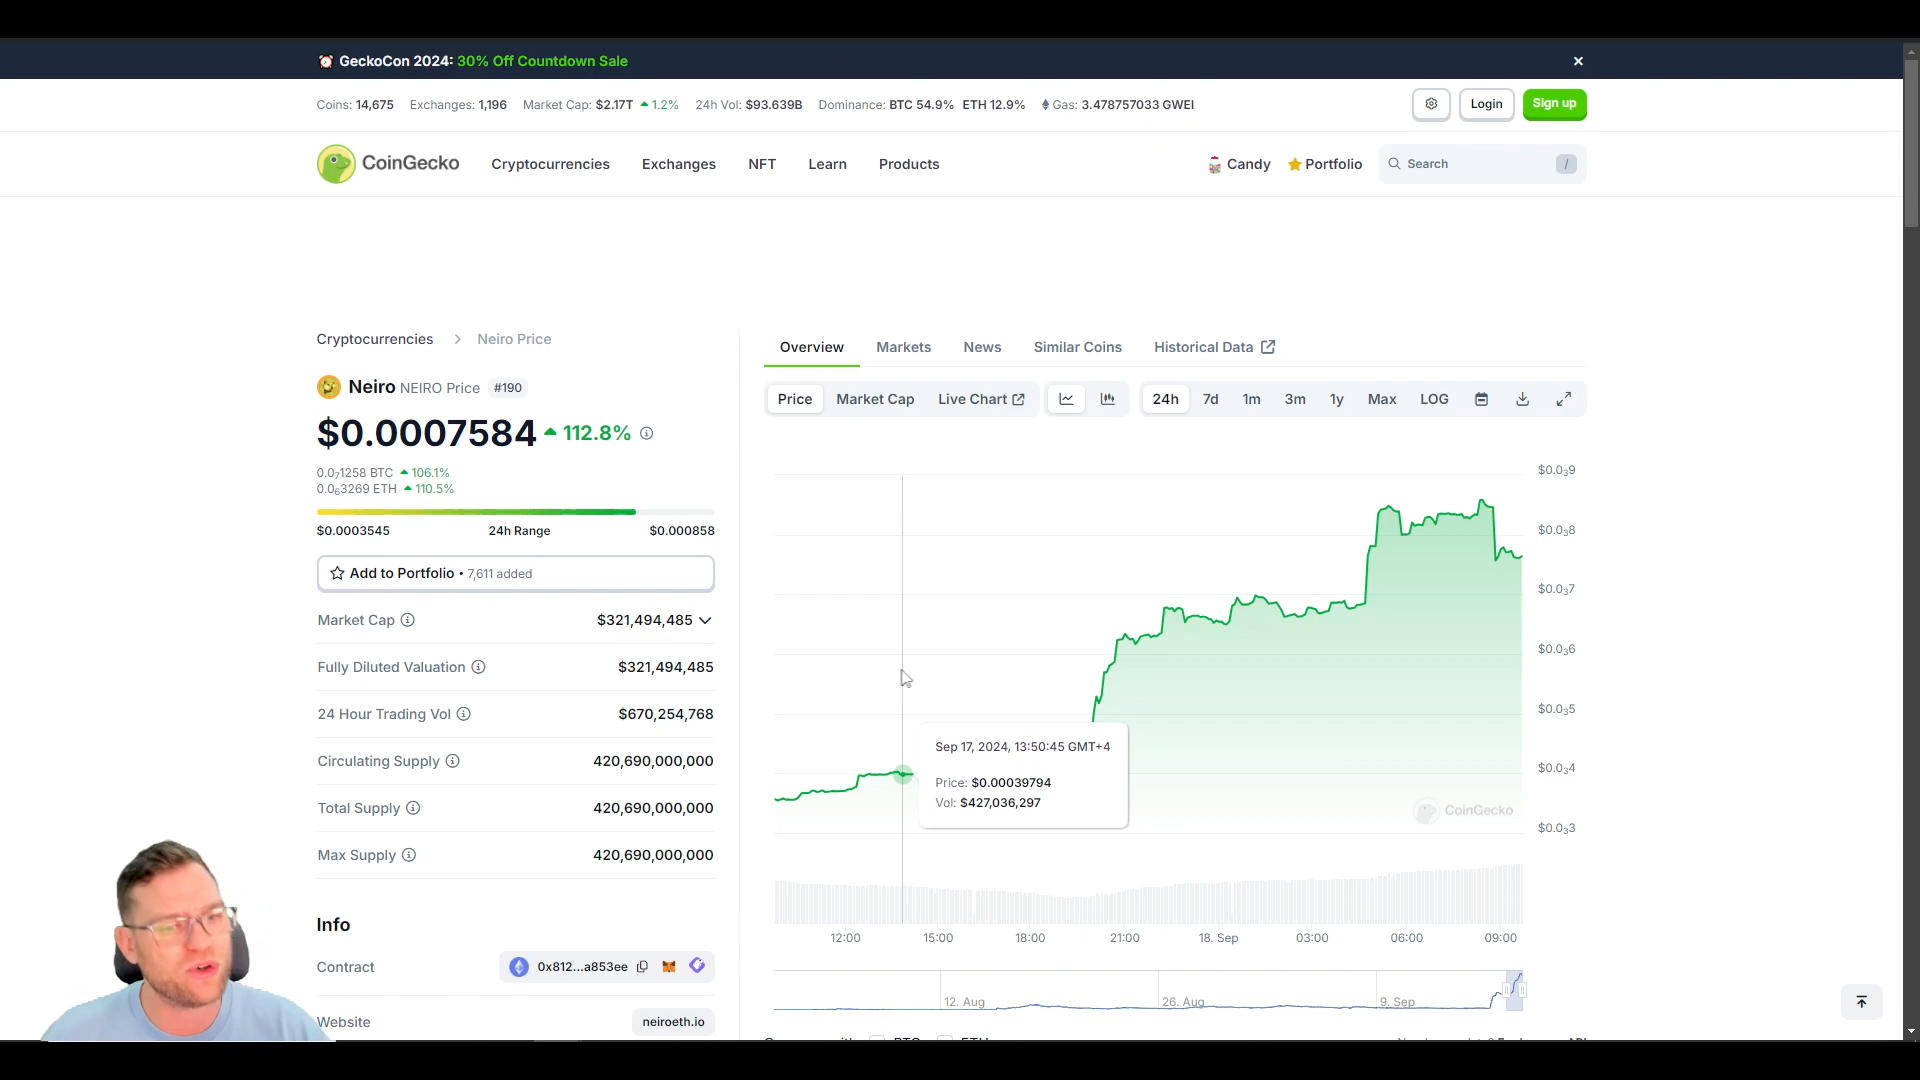 GeckoCon 2024: 30% Off Countdown Sale
Coins: 14,675 Exchanges: 1,196 Market Cap: $2.17T 1.2% 24h Vol: $93.639B Dominance: BTC 54.9% ETH 12.9% Gas: 3.478757033 GWEI
Login
Sign up
CoinGecko
Cryptocurrencies Exchanges NFT Learn Products
Candy Portfolio Search /
Cryptocurrencies > Neiro Price
Neiro NEIRO Price #190
$0.0007584 112.8%
0.0₇1258 BTC 106.1%
0.0₆3269 ETH 110.5%
$0.0003545 24h Range $0.000858
Add to Portfolio • 7,611 added
Market Cap $321,494,485
Fully Diluted Valuation $321,494,485
24 Hour Trading Vol $670,254,768
Circulating Supply 420,690,000,000
Total Supply 420,690,000,000
Max Supply 420,690,000,000
Info
Contract 0x812...a853ee
Website neiroeth.io
Overview Markets News Similar Coins Historical Data
Price Market Cap Live Chart 24h 7d 1m 3m 1y Max LOG
$0.0₃9
$0.0₃8
$0.0₃7
$0.0₃6
$0.0₃5
$0.0₃4
$0.0₃3
Sep 17, 2024, 13:50:45 GMT+4
Price: $0.00039794
Vol: $427,036,297
CoinGecko
12:00 15:00 18:00 21:00 18. Sep 03:00 06:00 09:00
12. Aug 26. Aug 9. Sep